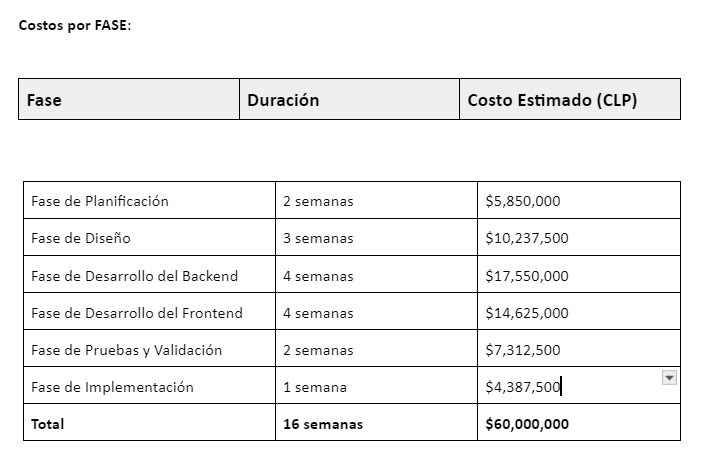 Costos por FASE:
Fase Duración Costo Estimado (CLP)
Fase de Planificación 2 semanas $5,850,000
Fase de Diseño 3 semanas $10,237,500
Fase de Desarrollo del Backend 4 semanas $17,550,000
Fase de Desarrollo del Frontend 4 semanas $14,625,000
Fase de Pruebas y Validación 2 semanas $7,312,500
Fase de Implementación 1 semana $4,387,500
Total 16 semanas $60,000,000